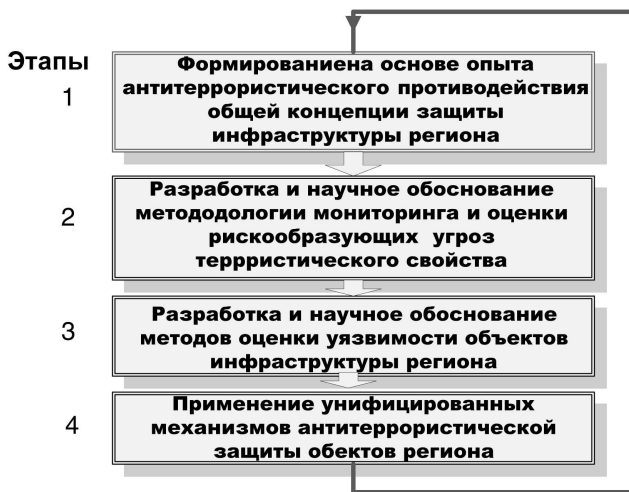 Этапы
1
Формированиена основе опыта
антитеррористического противодействия
общей концепции защиты
инфраструктуры региона
2
Разработка и научное обоснование
метододологии мониторинга и оценки
рискообразующих угроз
террристического свойства
3
Разработка и научное обоснование
методов оценки уязвимости объектов
инфраструктуры региона
4
Применение унифицированных
механизмов антитеррористической
защиты обектов региона